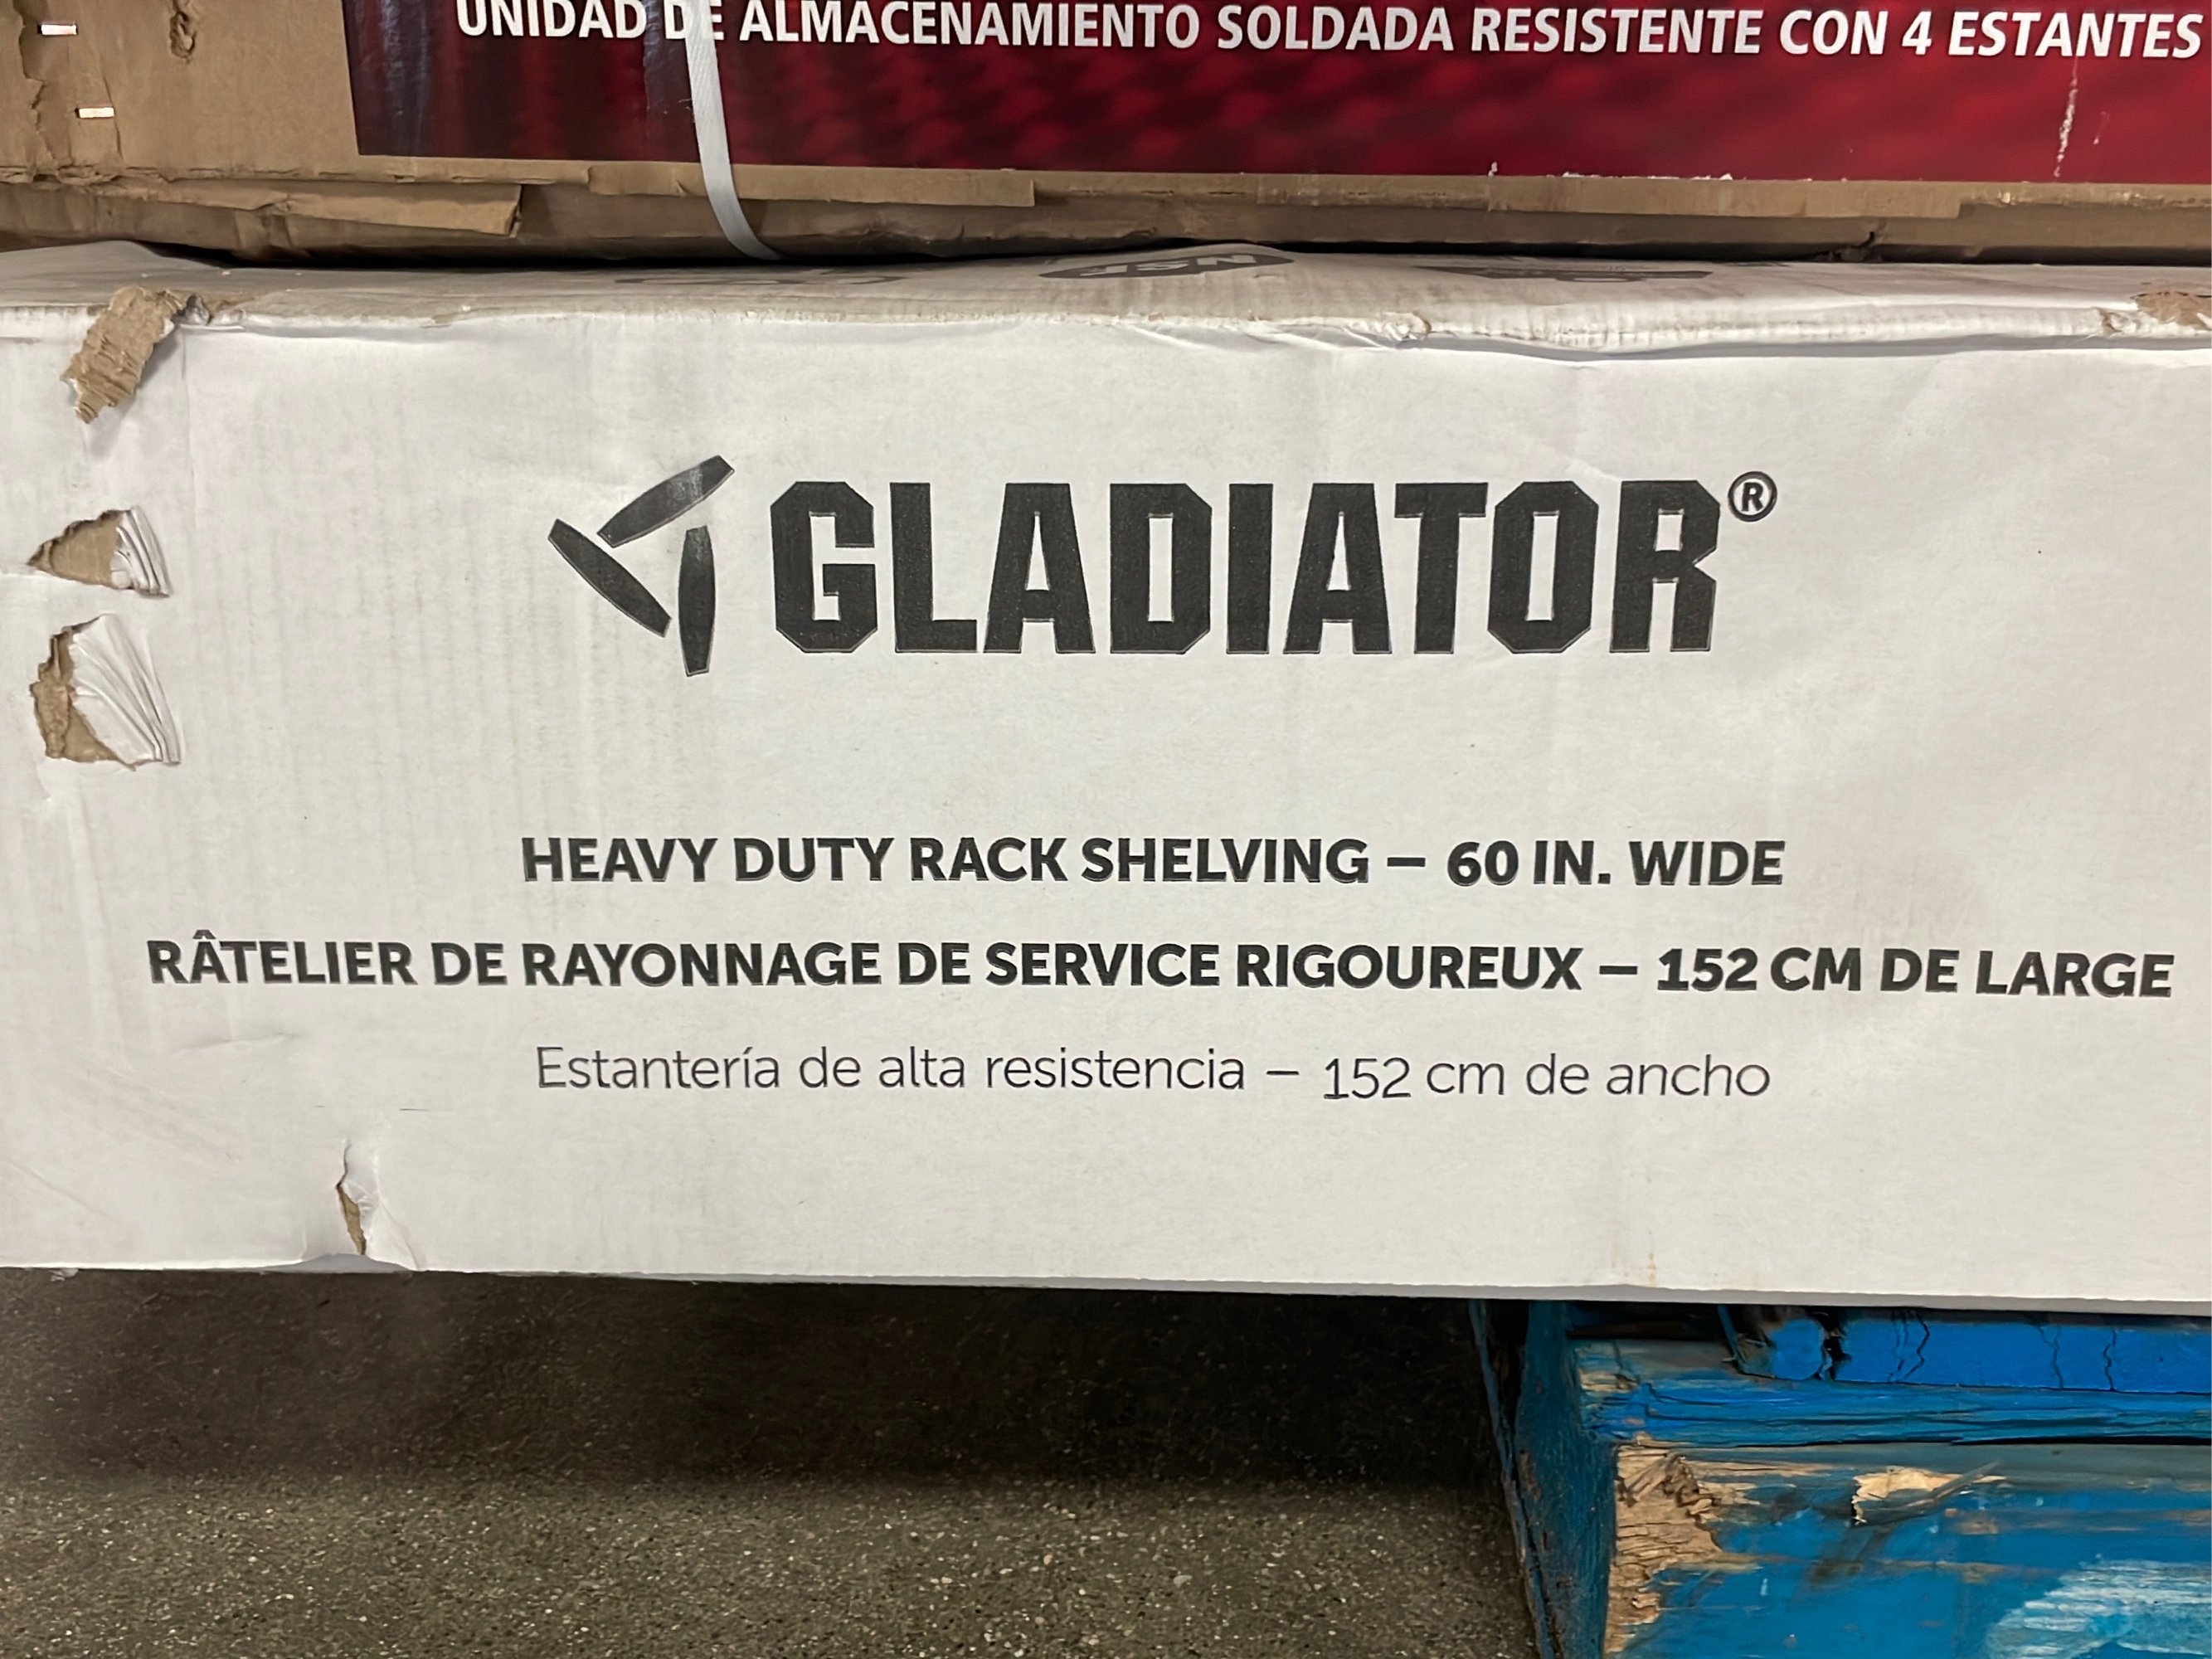 UNIDAD DE ALMACENAMIENTO SOLDADA RESISTENTE CON 4 ESTANTES
NSF
GLADIATOR®
HEAVY DUTY RACK SHELVING – 60 IN. WIDE
RÂTELIER DE RAYONNAGE DE SERVICE RIGOUREUX – 152 CM DE LARGE
Estantería de alta resistencia – 152 cm de ancho